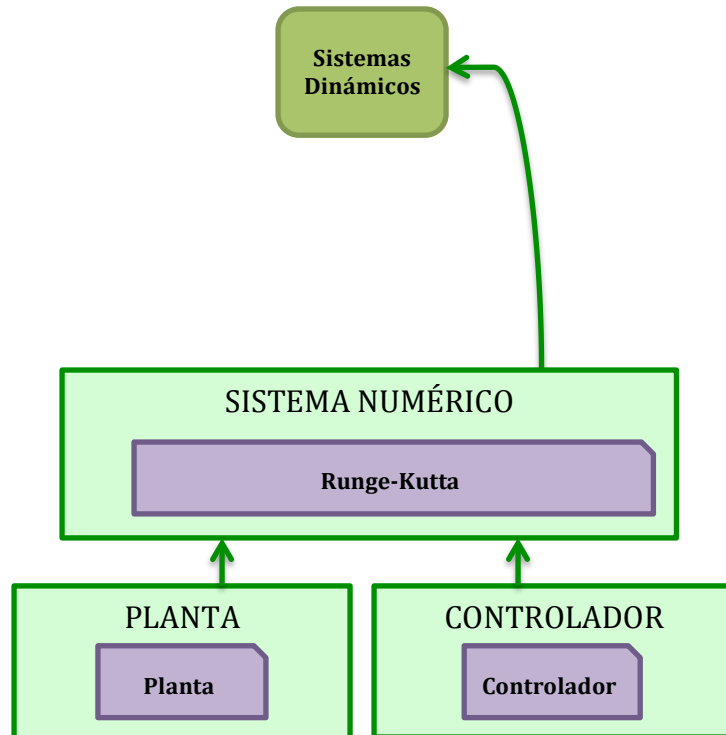 Sistemas
Dinámicos
SISTEMA NUMÉRICO
Runge-Kutta
PLANTA
Planta
CONTROLADOR
Controlador